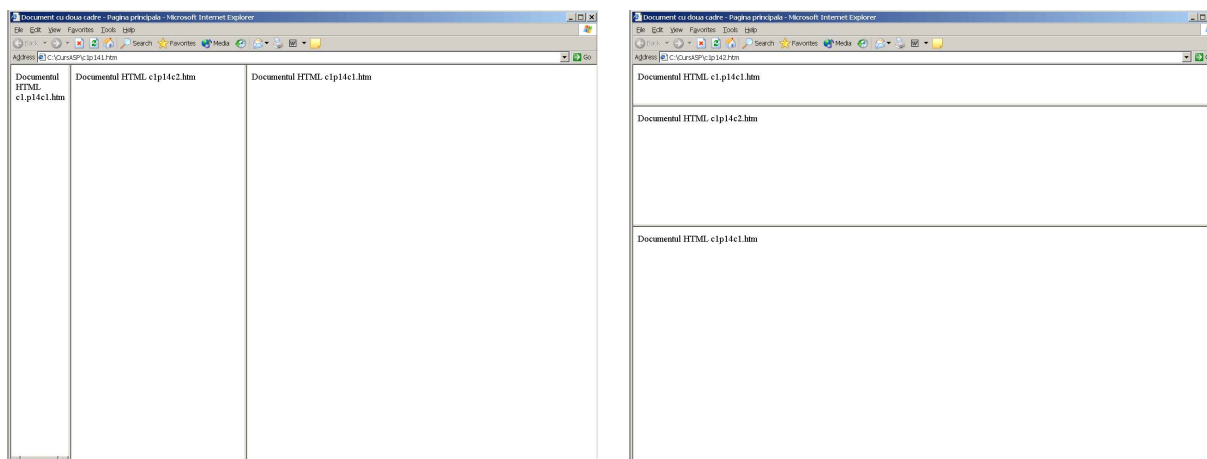 Document cu doua cadre - Pagina principala - Microsoft Internet Explorer
File Edit View Favorites Tools Help
Back Search Favorites Media
Address C:\CursASP\c1p141.htm Go
Documentul
HTML
c1.p14c1.htm
Documentul HTML c1p14c2.htm
Documentul HTML c1p14c1.htm
Document cu doua cadre - Pagina principala - Microsoft Internet Explorer
File Edit View Favorites Tools Help
Back Search Favorites Media
Address C:\CursASP\c1p142.htm
Documentul HTML c1.p14c1.htm
Documentul HTML c1p14c2.htm
Documentul HTML c1p14c1.htm